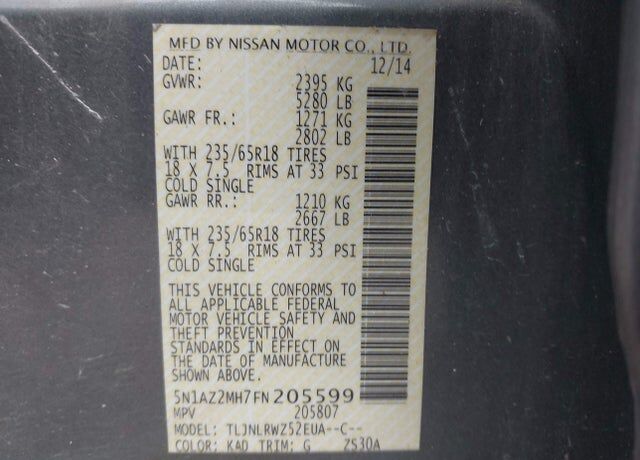 MFD BY NISSAN MOTOR CO., LTD.
DATE: 12/14
GVWR: 2395 KG
5280 LB
GAWR FR.: 1271 KG
2802 LB
WITH 235/65R18 TIRES
18 X 7.5 RIMS AT 33 PSI
COLD SINGLE
GAWR RR.: 1210 KG
2667 LB
WITH 235/65R18 TIRES
18 X 7.5 RIMS AT 33 PSI
COLD SINGLE
THIS VEHICLE CONFORMS TO
ALL APPLICABLE FEDERAL
MOTOR VEHICLE SAFETY AND
THEFT PREVENTION
STANDARDS IN EFFECT ON
THE DATE OF MANUFACTURE
SHOWN ABOVE.
5N1AZ2MH7FN205599
MPV 205807
MODEL: TLJNLRWZ52EUA--C--
COLOR: KAD TRIM: G ZS30A